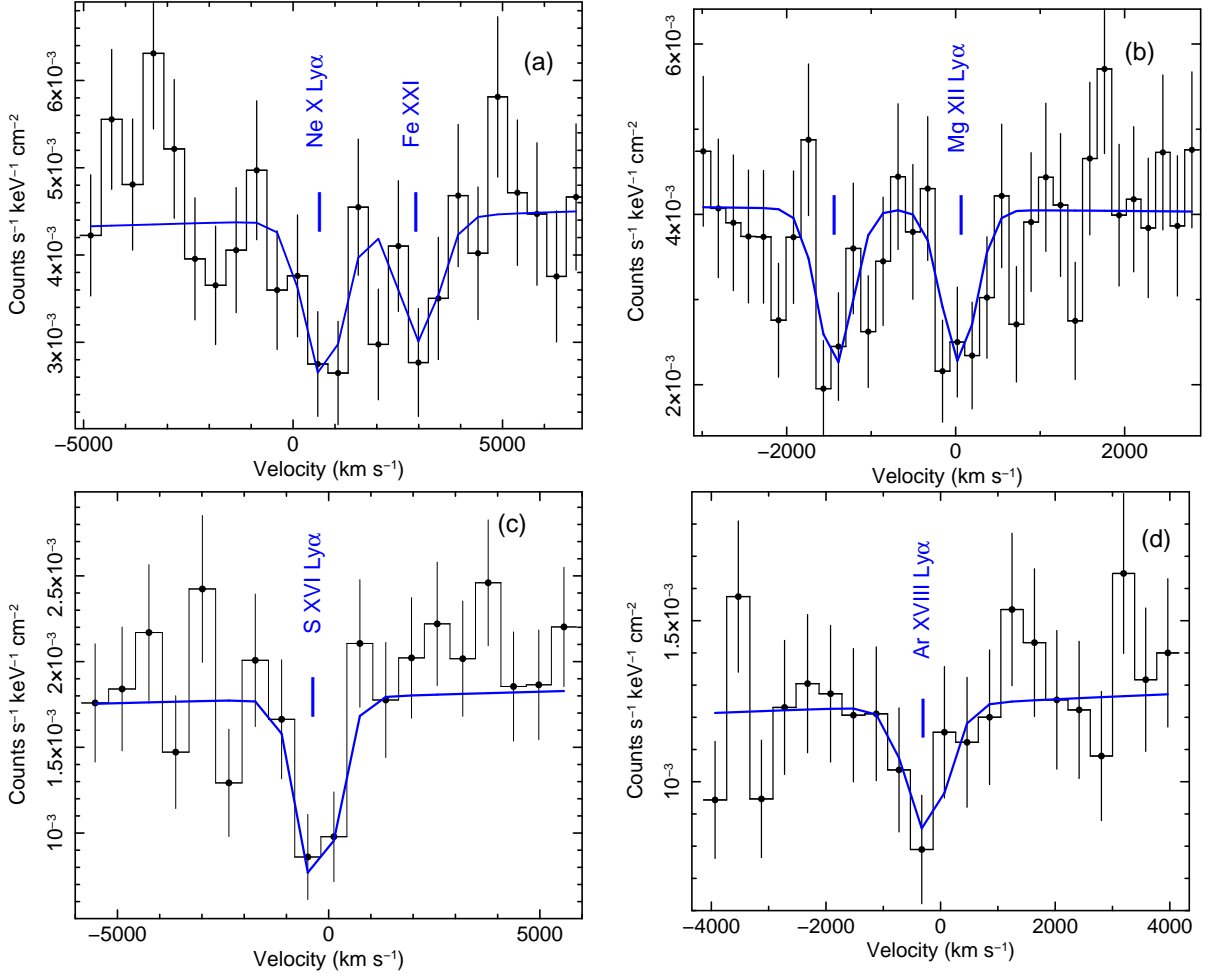 (a)
Ne X Lyα
Fe XXI
Counts s⁻¹ keV⁻¹ cm⁻²
3×10⁻³
4×10⁻³
5×10⁻³
6×10⁻³
−5000
0
5000
Velocity (km s⁻¹)
(b)
Mg XII Lyα
Counts s⁻¹ keV⁻¹ cm⁻²
2×10⁻³
4×10⁻³
6×10⁻³
−2000
0
2000
Velocity (km s⁻¹)
(c)
S XVI Lyα
Counts s⁻¹ keV⁻¹ cm⁻²
10⁻³
1.5×10⁻³
2×10⁻³
2.5×10⁻³
−5000
0
5000
Velocity (km s⁻¹)
(d)
Ar XVIII Lyα
Counts s⁻¹ keV⁻¹ cm⁻²
10⁻³
1.5×10⁻³
−4000
−2000
0
2000
4000
Velocity (km s⁻¹)